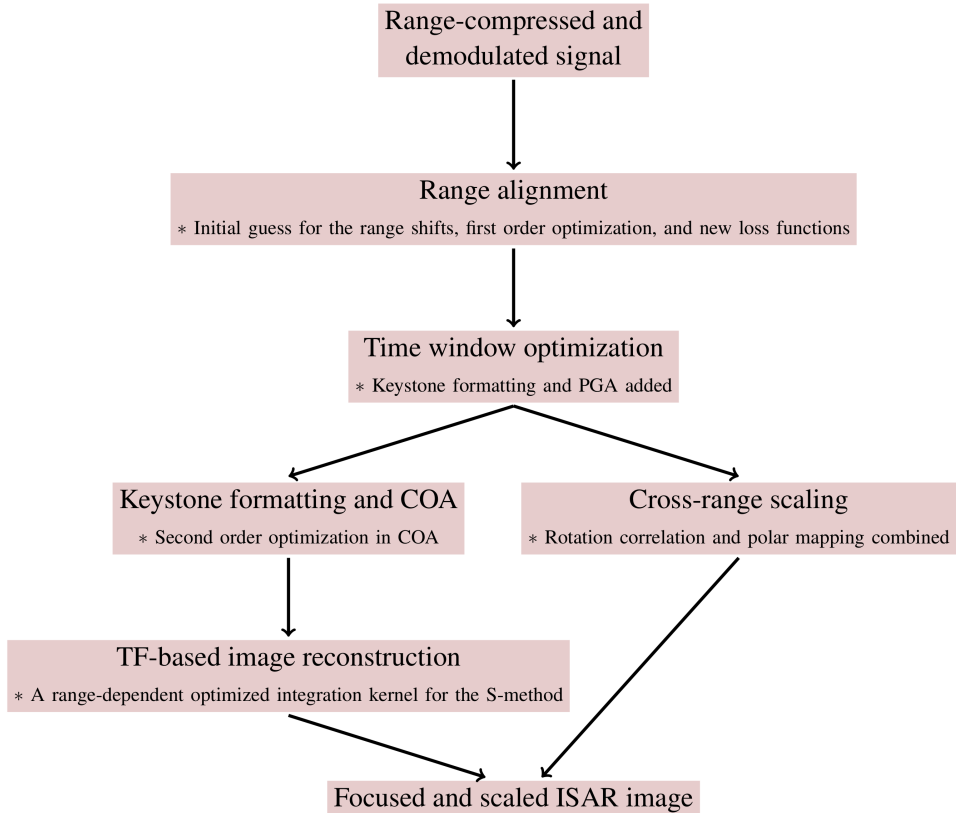 Range-compressed and
demodulated signal
Range alignment
∗ Initial guess for the range shifts, first order optimization, and new loss functions
Time window optimization
∗ Keystone formatting and PGA added
Keystone formatting and COA
∗ Second order optimization in COA
Cross-range scaling
∗ Rotation correlation and polar mapping combined
TF-based image reconstruction
∗ A range-dependent optimized integration kernel for the S-method
Focused and scaled ISAR image